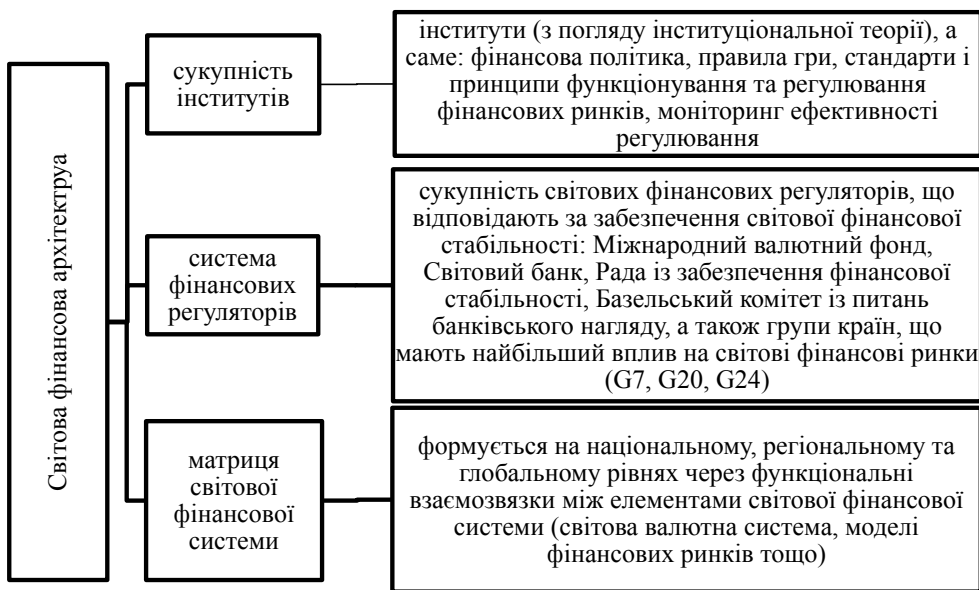 Світова фінансова архітектруа
сукупність
інститутів
інститути (з погляду інституціональної теорії), а
саме: фінансова політика, правила гри, стандарти і
принципи функціонування та регулювання
фінансових ринків, моніторинг ефективності
регулювання
система
фінансових
регуляторів
сукупність світових фінансових регуляторів, що
відповідають за забезпечення світової фінансової
стабільності: Міжнародний валютний фонд,
Світовий банк, Рада із забезпечення фінансової
стабільності, Базельський комітет із питань
банківського нагляду, а також групи країн, що
мають найбільший вплив на світові фінансові ринки
(G7, G20, G24)
матриця
світової
фінансової
системи
формується на національному, регіональному та
глобальному рівнях через функціональні
взаємозвязки між елементами світової фінансової
системи (світова валютна система, моделі
фінансових ринків тощо)